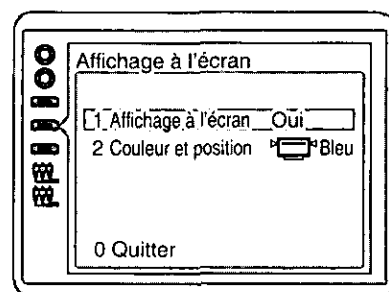 Affichage à l'écran
1 Affichage à l'écran Oui
2 Couleur et position Bleu
0 Quitter